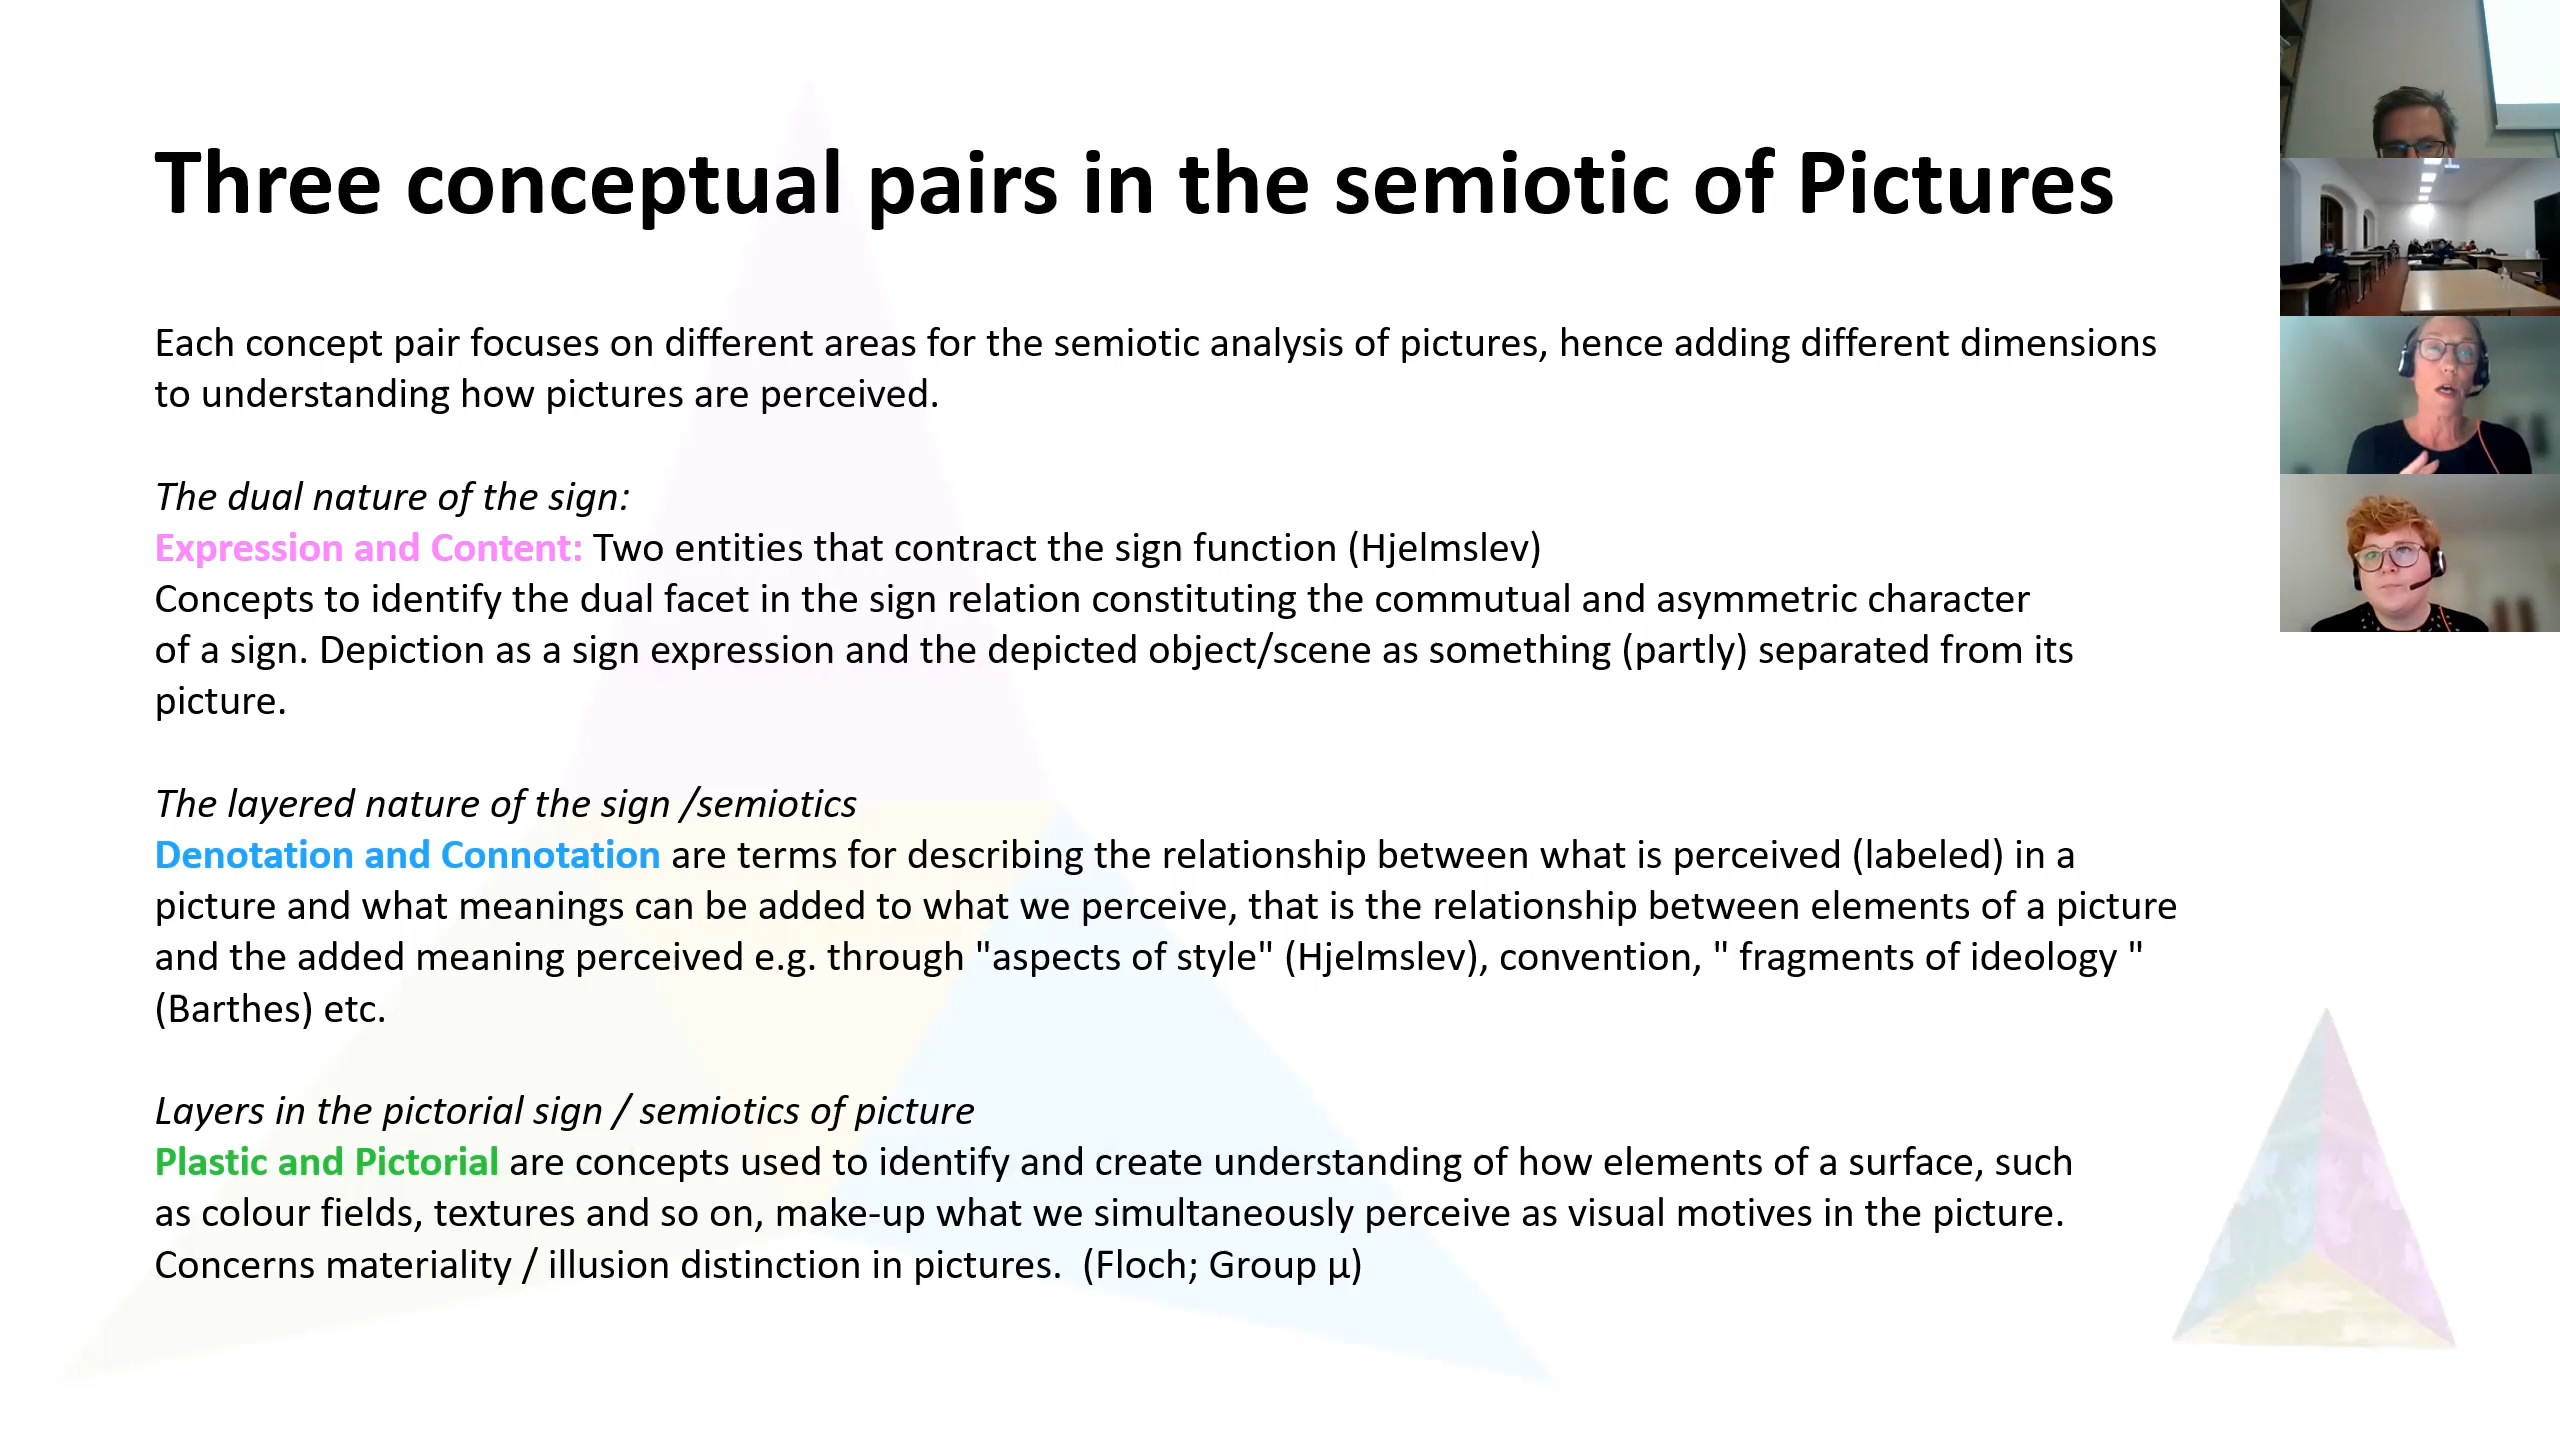 Three conceptual pairs in the semiotic of Pictures
Each concept pair focuses on different areas for the semiotic analysis of pictures, hence adding different dimensions
to understanding how pictures are perceived.
The dual nature of the sign:
Expression and Content: Two entities that contract the sign function (Hjelmslev)
Concepts to identify the dual facet in the sign relation constituting the commutual and asymmetric character
of a sign. Depiction as a sign expression and the depicted object/scene as something (partly) separated from its
picture.
The layered nature of the sign /semiotics
Denotation and Connotation are terms for describing the relationship between what is perceived (labeled) in a
picture and what meanings can be added to what we perceive, that is the relationship between elements of a picture
and the added meaning perceived e.g. through "aspects of style" (Hjelmslev), convention, " fragments of ideology "
(Barthes) etc.
Layers in the pictorial sign / semiotics of picture
Plastic and Pictorial are concepts used to identify and create understanding of how elements of a surface, such
as colour fields, textures and so on, make-up what we simultaneously perceive as visual motives in the picture.
Concerns materiality / illusion distinction in pictures.  (Floch; Group µ)